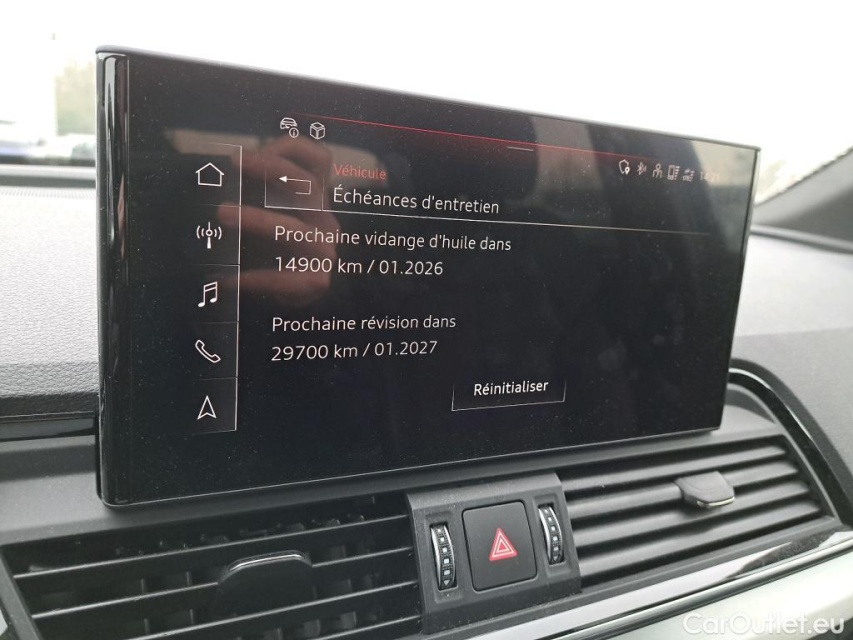 Véhicule
Échéances d'entretien
Prochaine vidange d'huile dans
14900 km / 01.2026
Prochaine révision dans
29700 km / 01.2027
Réinitialiser
CarOutlet.eu